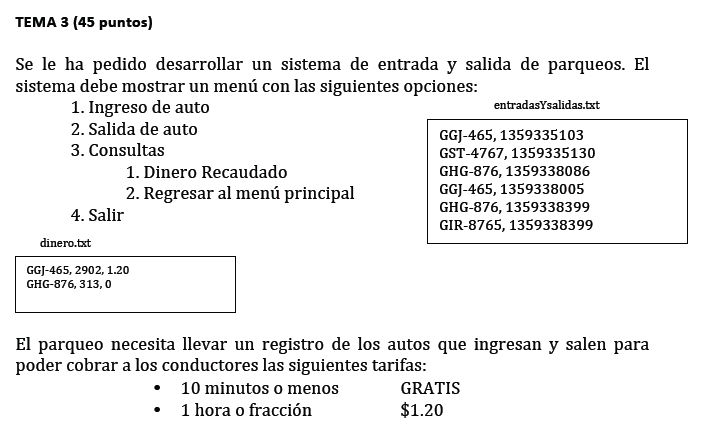 TEMA 3 (45 puntos)
Se le ha pedido desarrollar un sistema de entrada y salida de parqueos. El
sistema debe mostrar un menú con las siguientes opciones:
1. Ingreso de auto
2. Salida de auto
3. Consultas
1. Dinero Recaudado
2. Regresar al menú principal
4. Salir
entradasYsalidas.txt
GGJ-465, 1359335103
GST-4767, 1359335130
GHG-876, 1359338086
GGJ-465, 1359338005
GHG-876, 1359338399
GIR-8765, 1359338399
dinero.txt
GGJ-465, 2902, 1.20
GHG-876, 313, 0
El parqueo necesita llevar un registro de los autos que ingresan y salen para
poder cobrar a los conductores las siguientes tarifas:
• 10 minutos o menos GRATIS
• 1 hora o fracción $1.20